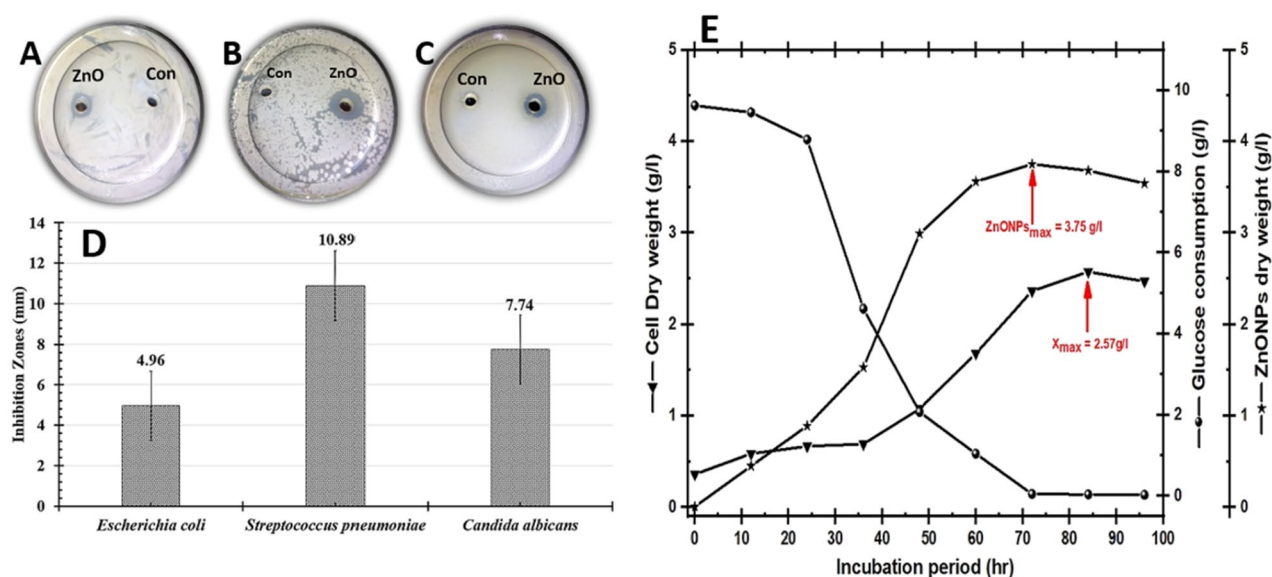 A
ZnO
Con
B
Con
ZnO
C
Con
ZnO
D
Inhibition Zones (mm)
14
12
10
8
6
4
2
0
4.96
10.89
7.74
Escherichia coli
Streptococcus pneumoniae
Candida albicans
E
Cell Dry weight (g/l)
5
4
3
2
1
0
ZnONPsmax = 3.75 g/l
Xmax = 2.57g/l
0 10 20 30 40 50 60 70 80 90 100
Incubation period (hr)
10
8
6
4
2
0
Glucose consumption (g/l)
5
4
3
2
1
0
ZnONPs dry weight (g/l)